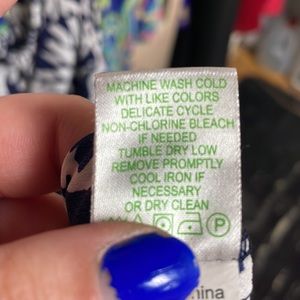 MACHINE WASH COLD
WITH LIKE COLORS
DELICATE CYCLE
NON-CHLORINE BLEACH
IF NEEDED
TUMBLE DRY LOW
REMOVE PROMPTLY
COOL IRON IF
NECESSARY
OR DRY CLEAN
P